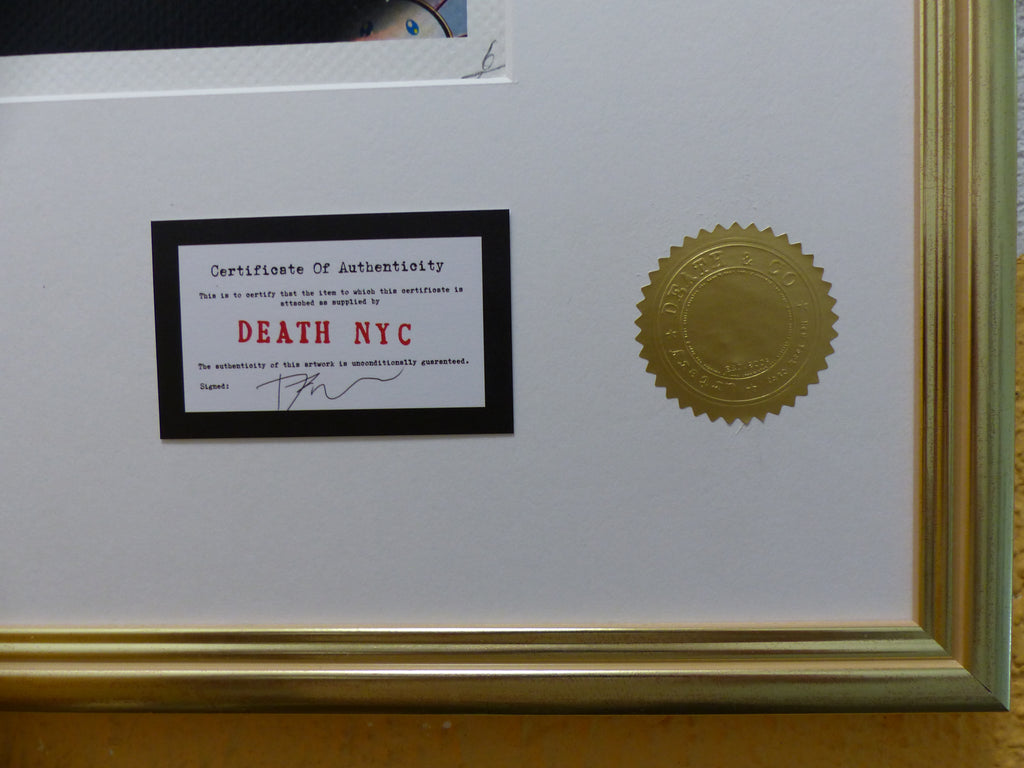 6
Certificate Of Authenticity
This is to certify that the item to which this certificate is
attached as supplied by
DEATH NYC
The authenticity of this artwork is unconditionally guaranteed.
Signed:
DEATH & CO